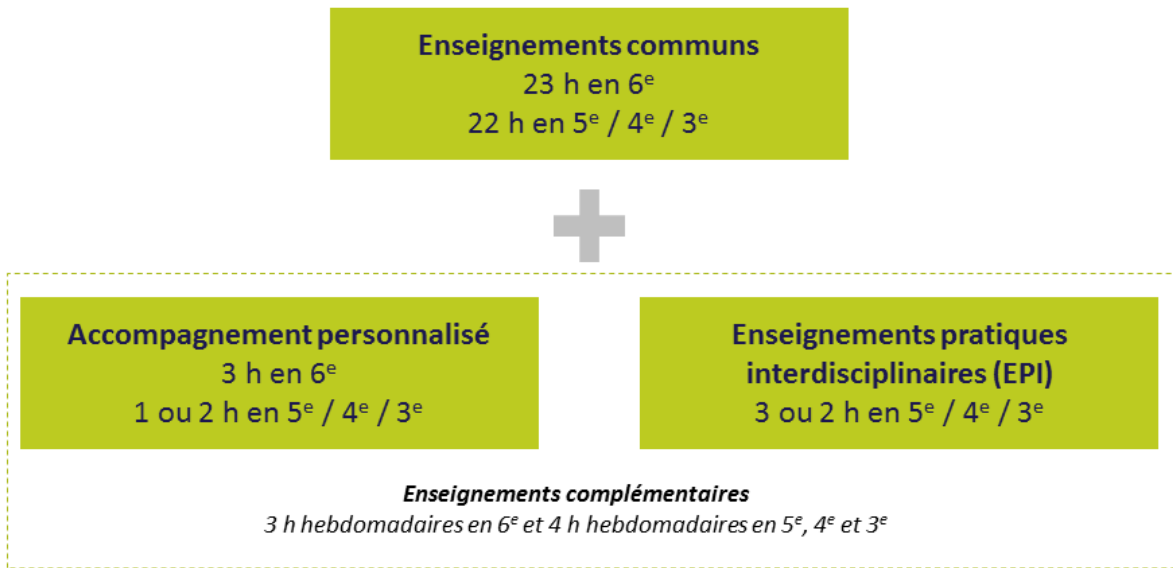 Enseignements communs
23 h en 6ᵉ
22 h en 5ᵉ / 4ᵉ / 3ᵉ
Accompagnement personnalisé
3 h en 6ᵉ
1 ou 2 h en 5ᵉ / 4ᵉ / 3ᵉ
Enseignements pratiques
interdisciplinaires (EPI)
3 ou 2 h en 5ᵉ / 4ᵉ / 3ᵉ
Enseignements complémentaires
3 h hebdomadaires en 6ᵉ et 4 h hebdomadaires en 5ᵉ, 4ᵉ et 3ᵉ